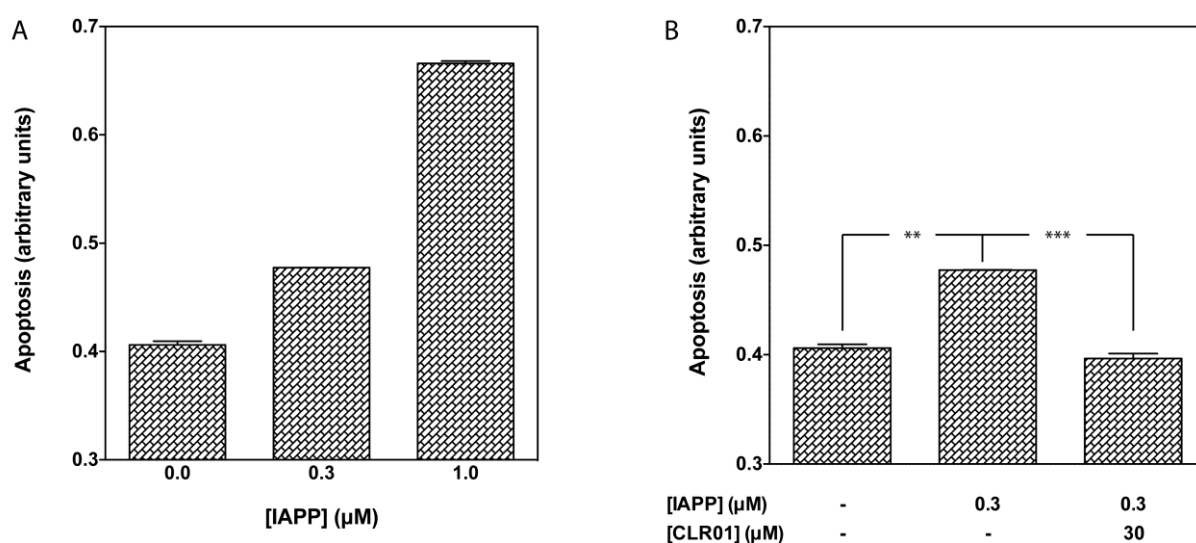 A
Apoptosis (arbitrary units)
0.7
0.6
0.5
0.4
0.3
0.0 0.3 1.0
[IAPP] (µM)
B
Apoptosis (arbitrary units)
0.7
0.6
0.5
0.4
0.3
** ***
[IAPP] (µM) - 0.3 0.3
[CLR01] (µM) - - 30